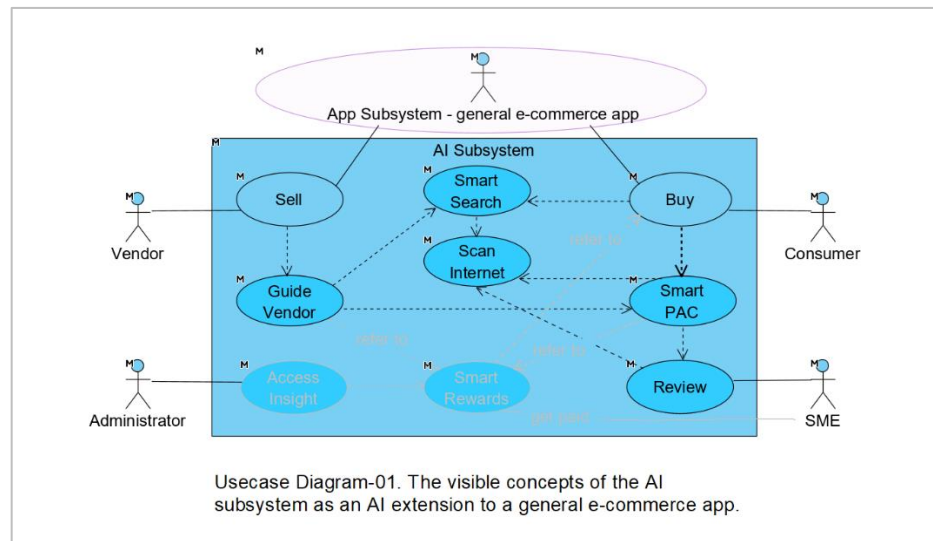 M
M
App Subsystem - general e-commerce app
M
AI Subsystem
M
Sell
M
Smart
Search
M
Buy
M
Vendor
M
Consumer
refer to
M
Scan
Internet
M
Guide
Vendor
M
Smart
PAC
refer to
refer to
M
Administrator
M
Access
Insight
M
Smart
Rewards
M
Review
M
SME
get paid
Usecase Diagram-01. The visible concepts of the AI
subsystem as an AI extension to a general e-commerce app.